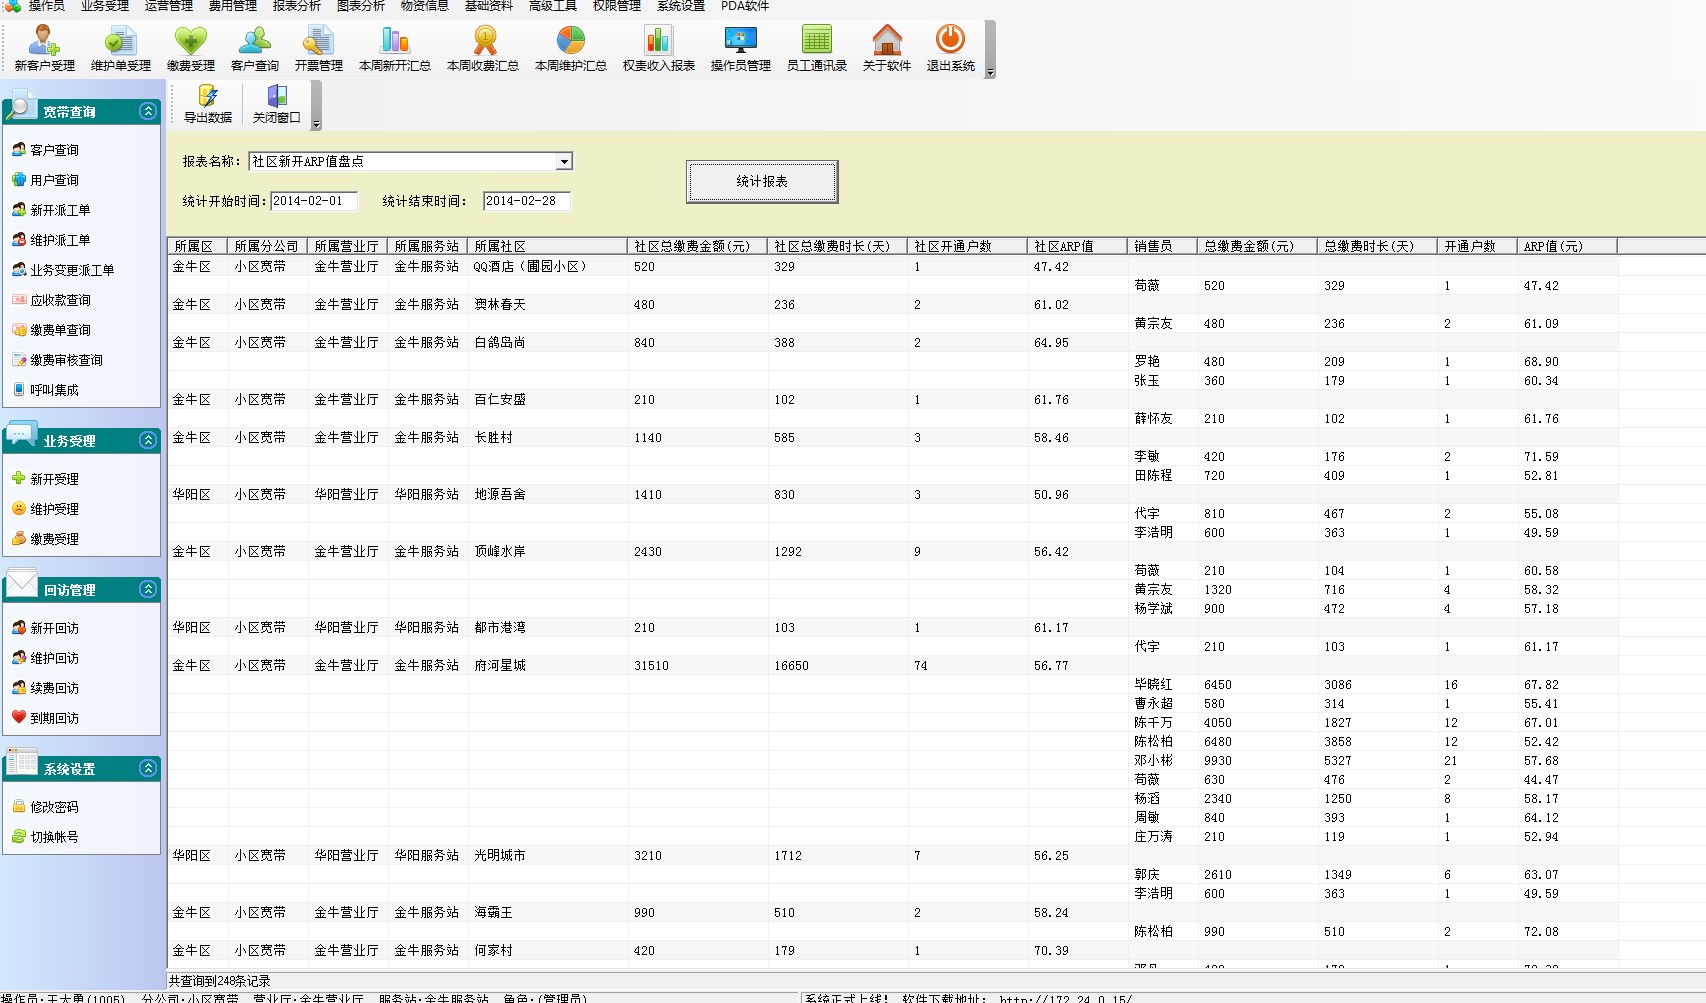 操作员 业务受理 运营管理 费用管理 报表分析 图表分析 物资信息 基础资料 高级工具 权限管理 系统设置 PDA软件
新客户受理 维护单受理 缴费受理 客户查询 开票管理 本周新开汇总 本周收费汇总 本周维护汇总 权责收入报表 操作员管理 员工通讯录 关于软件 退出系统
导出数据 关闭窗口
宽带查询
客户查询
用户查询
新开派工单
维护派工单
业务变更派工单
应收款查询
缴费单查询
缴费审核查询
呼叫集成
业务受理
新开受理
维护受理
缴费受理
回访管理
新开回访
维护回访
续费回访
到期回访
系统设置
修改密码
切换帐号
报表名称: 社区新开ARP值盘点
统计开始时间: 2014-02-01 统计结束时间: 2014-02-28
统计报表
所属区 所属分公司 所属营业厅 所属服务站 所属社区 社区总缴费金额(元) 社区总缴费时长(天) 社区开通户数 社区ARP值 销售员 总缴费金额(元) 总缴费时长(天) 开通户数 ARP值(元)
金牛区 小区宽带 金牛营业厅 金牛服务站 QQ酒店（圃园小区） 520 329 1 47.42
荀薇 520 329 1 47.42
金牛区 小区宽带 金牛营业厅 金牛服务站 澳林春天 480 236 2 61.02
黄宗友 480 236 2 61.09
金牛区 小区宽带 金牛营业厅 金牛服务站 白鸽岛尚 840 388 2 64.95
罗艳 480 209 1 68.90
张玉 360 179 1 60.34
金牛区 小区宽带 金牛营业厅 金牛服务站 百仁安盛 210 102 1 61.76
薛怀友 210 102 1 61.76
金牛区 小区宽带 金牛营业厅 金牛服务站 长胜村 1140 585 3 58.46
李敏 420 176 2 71.59
田陈程 720 409 1 52.81
华阳区 小区宽带 华阳营业厅 华阳服务站 地源吾舍 1410 830 3 50.96
代宇 810 467 2 55.08
李浩明 600 363 1 49.59
金牛区 小区宽带 金牛营业厅 金牛服务站 顶峰水岸 2430 1292 9 56.42
荀薇 210 104 1 60.58
黄宗友 1320 716 4 58.32
杨学斌 900 472 4 57.18
华阳区 小区宽带 华阳营业厅 华阳服务站 都市港湾 210 103 1 61.17
代宇 210 103 1 61.17
金牛区 小区宽带 金牛营业厅 金牛服务站 府河星城 31510 16650 74 56.77
毕晓红 6450 3086 16 67.82
曹永超 580 314 1 55.41
陈千万 4050 1827 12 67.01
陈松柏 6480 3858 12 52.42
邓小彬 9930 5327 21 57.68
荀薇 630 476 2 44.47
杨滔 2340 1250 8 58.17
周敏 840 393 1 64.12
庄万涛 210 119 1 52.94
华阳区 小区宽带 华阳营业厅 华阳服务站 光明城市 3210 1712 7 56.25
郭庆 2610 1349 6 63.07
李浩明 600 363 1 49.59
金牛区 小区宽带 金牛营业厅 金牛服务站 海霸王 990 510 2 58.24
陈松柏 990 510 2 72.08
金牛区 小区宽带 金牛营业厅 金牛服务站 何家村 420 179 1 70.39
共查询到248条记录
操作员:王大勇(1005) 分公司:小区宽带 营业厅:金牛营业厅 服务站:金牛服务站 角色:(管理员) 系统正式上线! 软件下载地址: http://172.24.0.15/